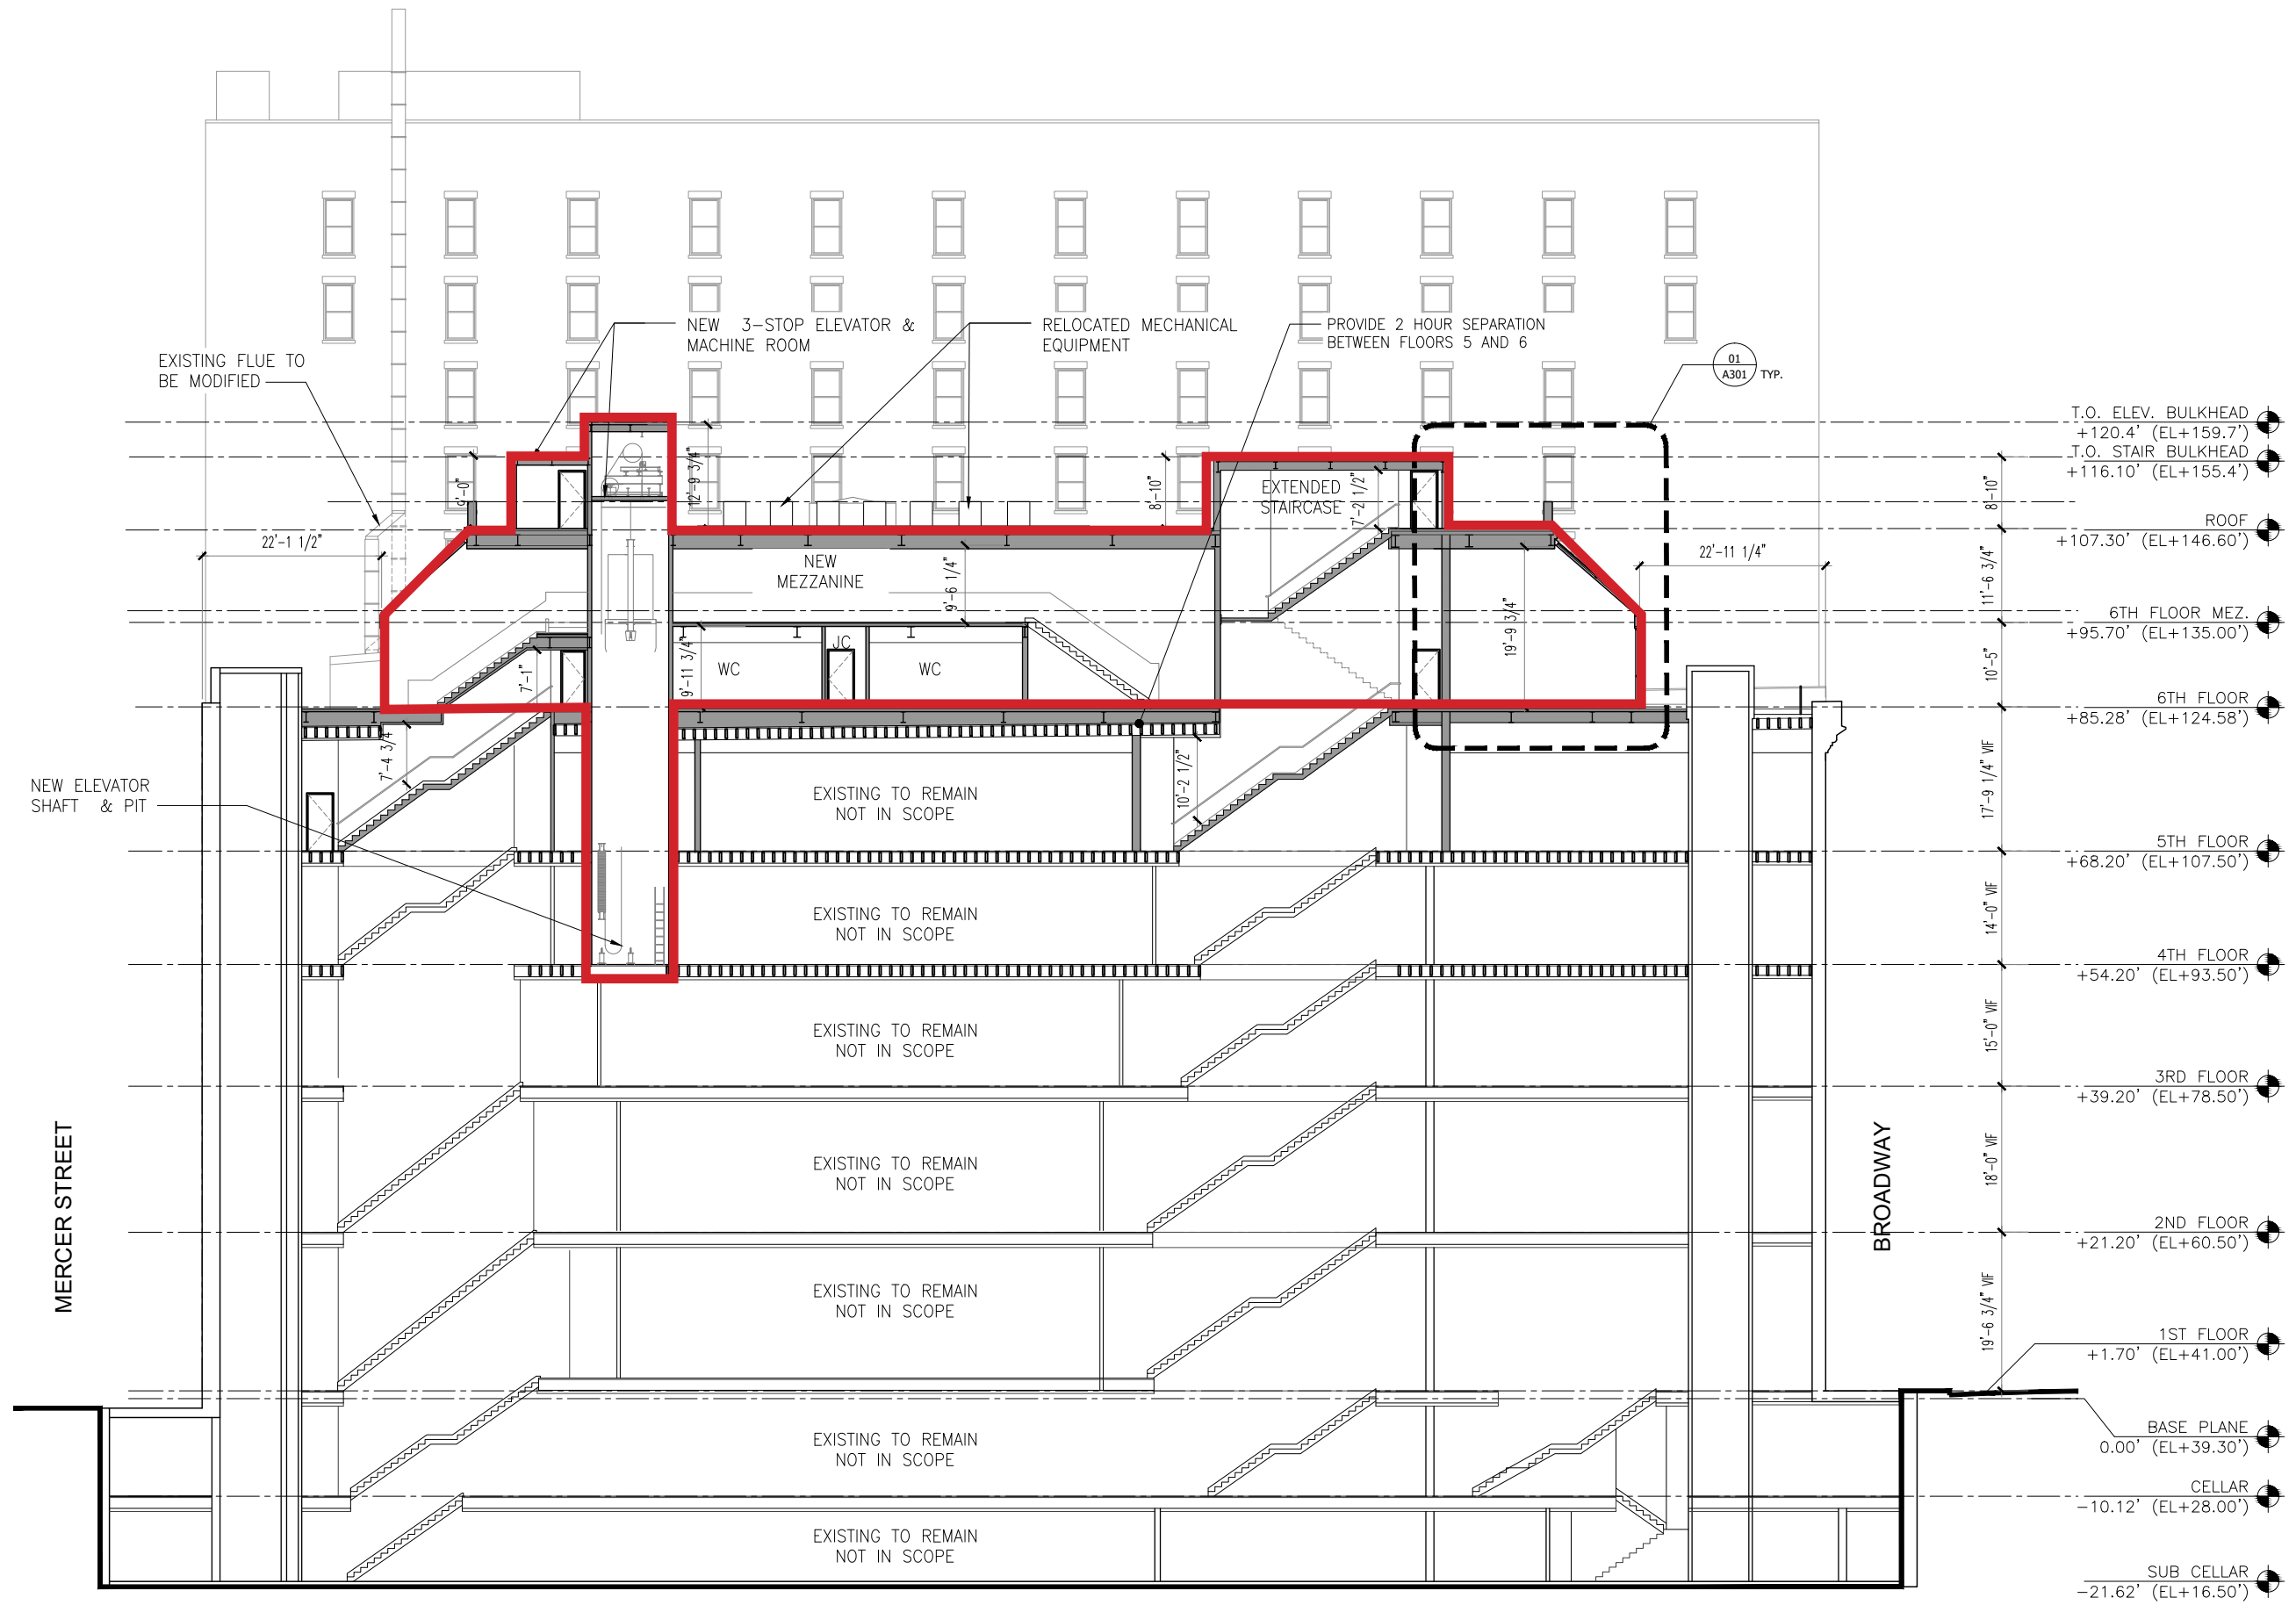 NEW 3-STOP ELEVATOR &
MACHINE ROOM
RELOCATED MECHANICAL
EQUIPMENT
PROVIDE 2 HOUR SEPARATION
BETWEEN FLOORS 5 AND 6
EXISTING FLUE TO
BE MODIFIED
01
A301
TYP.
T.O. ELEV. BULKHEAD
+120.4' (EL+159.7')
T.O. STAIR BULKHEAD
+116.10' (EL+155.4')
9'-0"
12'-9 3/4"
8'-10"
EXTENDED
STAIRCASE
7'-2 1/2"
8'-10"
ROOF
+107.30' (EL+146.60')
22'-1 1/2"
22'-11 1/4"
NEW
MEZZANINE
9'-6 1/4"
19'-9 3/4"
11'-6 3/4"
6TH FLOOR MEZ.
+95.70' (EL+135.00')
7'-1"
9'-11 3/4"
WC
JC
WC
10'-5"
6TH FLOOR
+85.28' (EL+124.58')
7'-4 3/4"
10'-2 1/2"
17'-9 1/4" VIF
NEW ELEVATOR
SHAFT & PIT
EXISTING TO REMAIN
NOT IN SCOPE
5TH FLOOR
+68.20' (EL+107.50')
EXISTING TO REMAIN
NOT IN SCOPE
14'-0" VIF
4TH FLOOR
+54.20' (EL+93.50')
EXISTING TO REMAIN
NOT IN SCOPE
15'-0" VIF
3RD FLOOR
+39.20' (EL+78.50')
MERCER STREET
EXISTING TO REMAIN
NOT IN SCOPE
BROADWAY
18'-0" VIF
2ND FLOOR
+21.20' (EL+60.50')
EXISTING TO REMAIN
NOT IN SCOPE
19'-6 3/4" VIF
1ST FLOOR
+1.70' (EL+41.00')
EXISTING TO REMAIN
NOT IN SCOPE
BASE PLANE
0.00' (EL+39.30')
CELLAR
-10.12' (EL+28.00')
EXISTING TO REMAIN
NOT IN SCOPE
SUB CELLAR
-21.62' (EL+16.50')